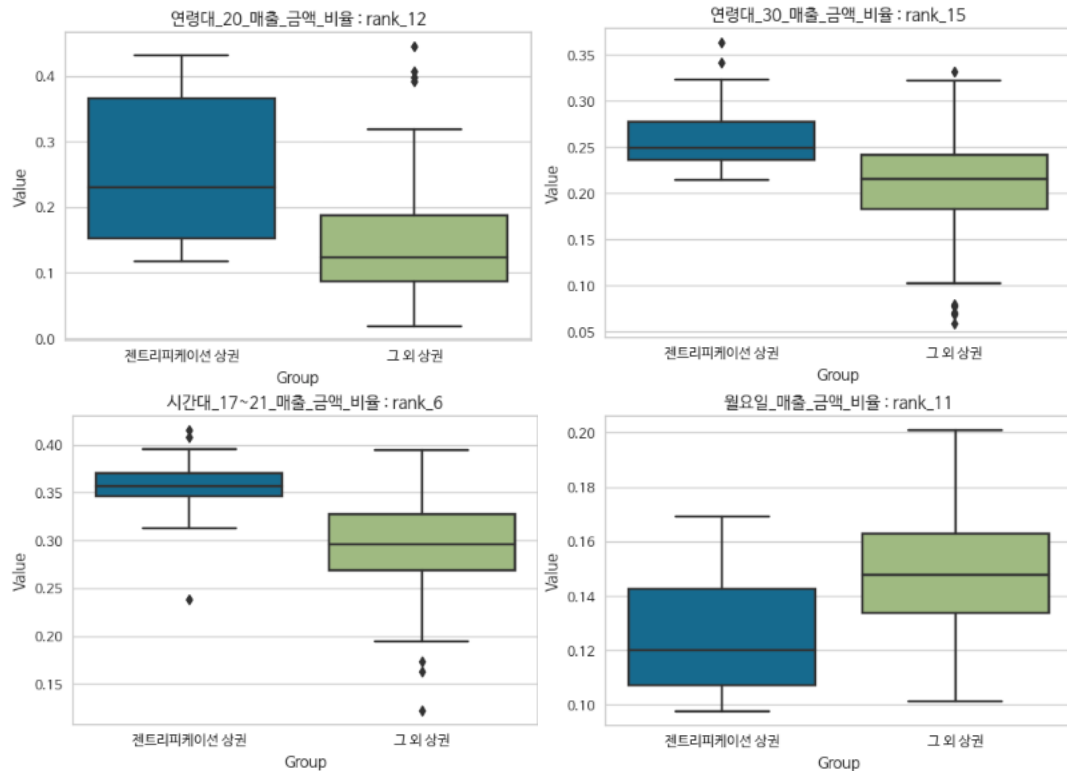 연령대_20_매출_금액_비율 : rank_12
Value
0.4
0.3
0.2
0.1
0.0
젠트리피케이션 상권
그 외 상권
Group
연령대_30_매출_금액_비율 : rank_15
Value
0.35
0.30
0.25
0.20
0.15
0.10
0.05
젠트리피케이션 상권
그 외 상권
Group
시간대_17~21_매출_금액_비율 : rank_6
Value
0.40
0.35
0.30
0.25
0.20
0.15
젠트리피케이션 상권
그 외 상권
Group
월요일_매출_금액_비율 : rank_11
Value
0.20
0.18
0.16
0.14
0.12
0.10
젠트리피케이션 상권
그 외 상권
Group